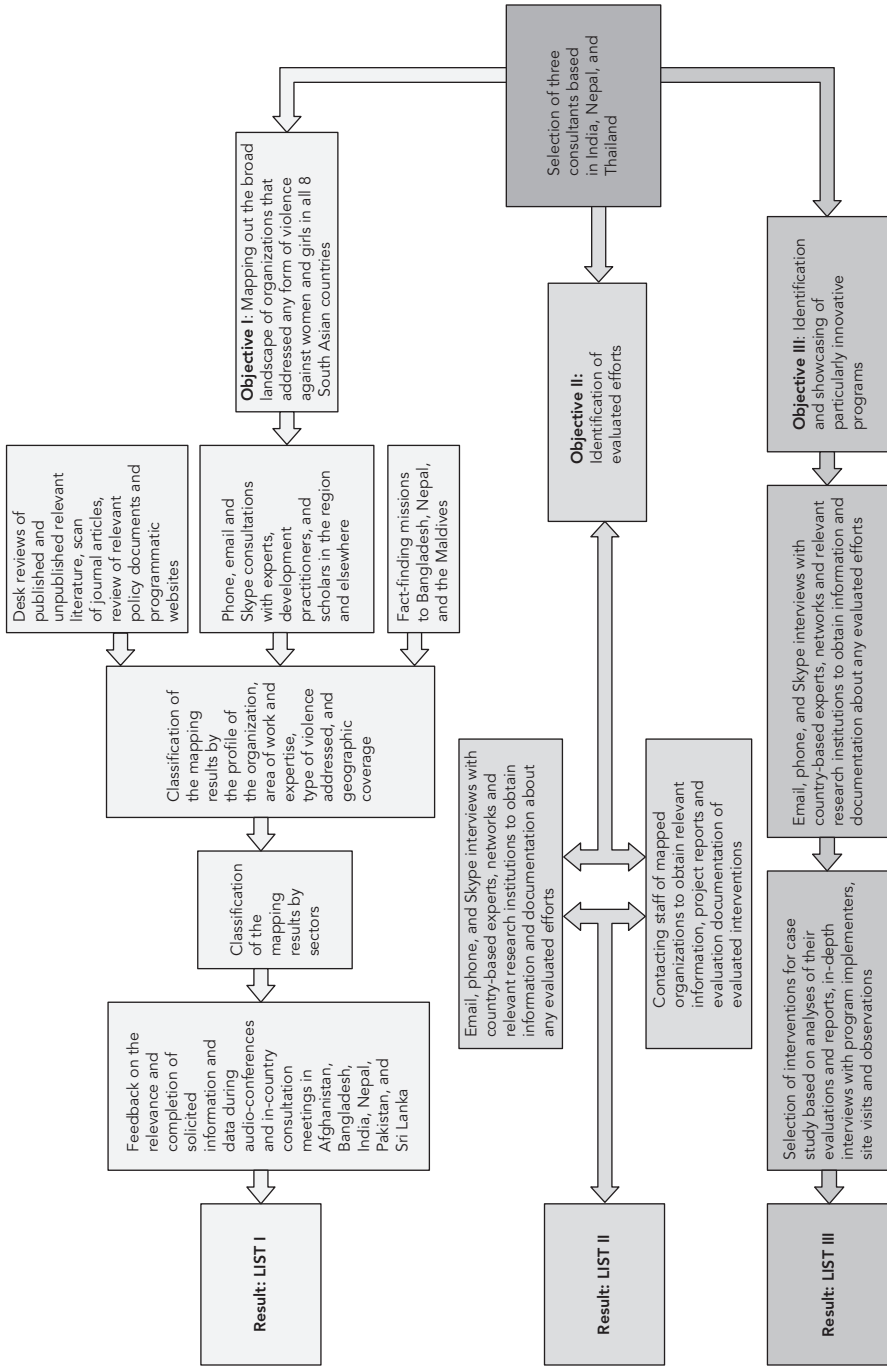 Selection of three
consultants based
in India, Nepal, and
Thailand
Objective I: Mapping out the broad
landscape of organizations that
addressed any form of violence
against women and girls in all 8
South Asian countries
Desk reviews of
published and
unpublished relevant
literature, scan
of journal articles,
review of relevant
policy documents and
programmatic
websites
Phone, email and
Skype consultations
with experts,
development
practitioners, and
scholars in the region
and elsewhere
Fact-finding missions
to Bangladesh, Nepal,
and the Maldives
Classification of
the mapping
results by
the profile of
the organization,
area of work and
expertise,
type of violence
addressed, and
geographic
coverage
Classification
of the
mapping
results by
sectors
Feedback on the
relevance and
completion of
solicited
information and
data during
audio-conferences
and in-country
consultation
meetings in
Afghanistan,
Bangladesh,
India, Nepal,
Pakistan, and
Sri Lanka
Result: LIST I
Objective II:
Identification of
evaluated efforts
Email, phone, and Skype interviews with
country-based experts, networks and
relevant research institutions to obtain
information and documentation about
any evaluated efforts
Contacting staff of mapped
organizations to obtain relevant
information, project reports and
evaluation documentation of
evaluated interventions
Result: LIST II
Objective III: Identification
and showcasing of
particularly innovative
programs
Email, phone, and Skype interviews with
country-based experts, networks and relevant
research institutions to obtain information and
documentation about any evaluated efforts
Selection of interventions for case
study based on analyses of their
evaluations and reports, in-depth
interviews with program implementers,
site visits and observations
Result: LIST III